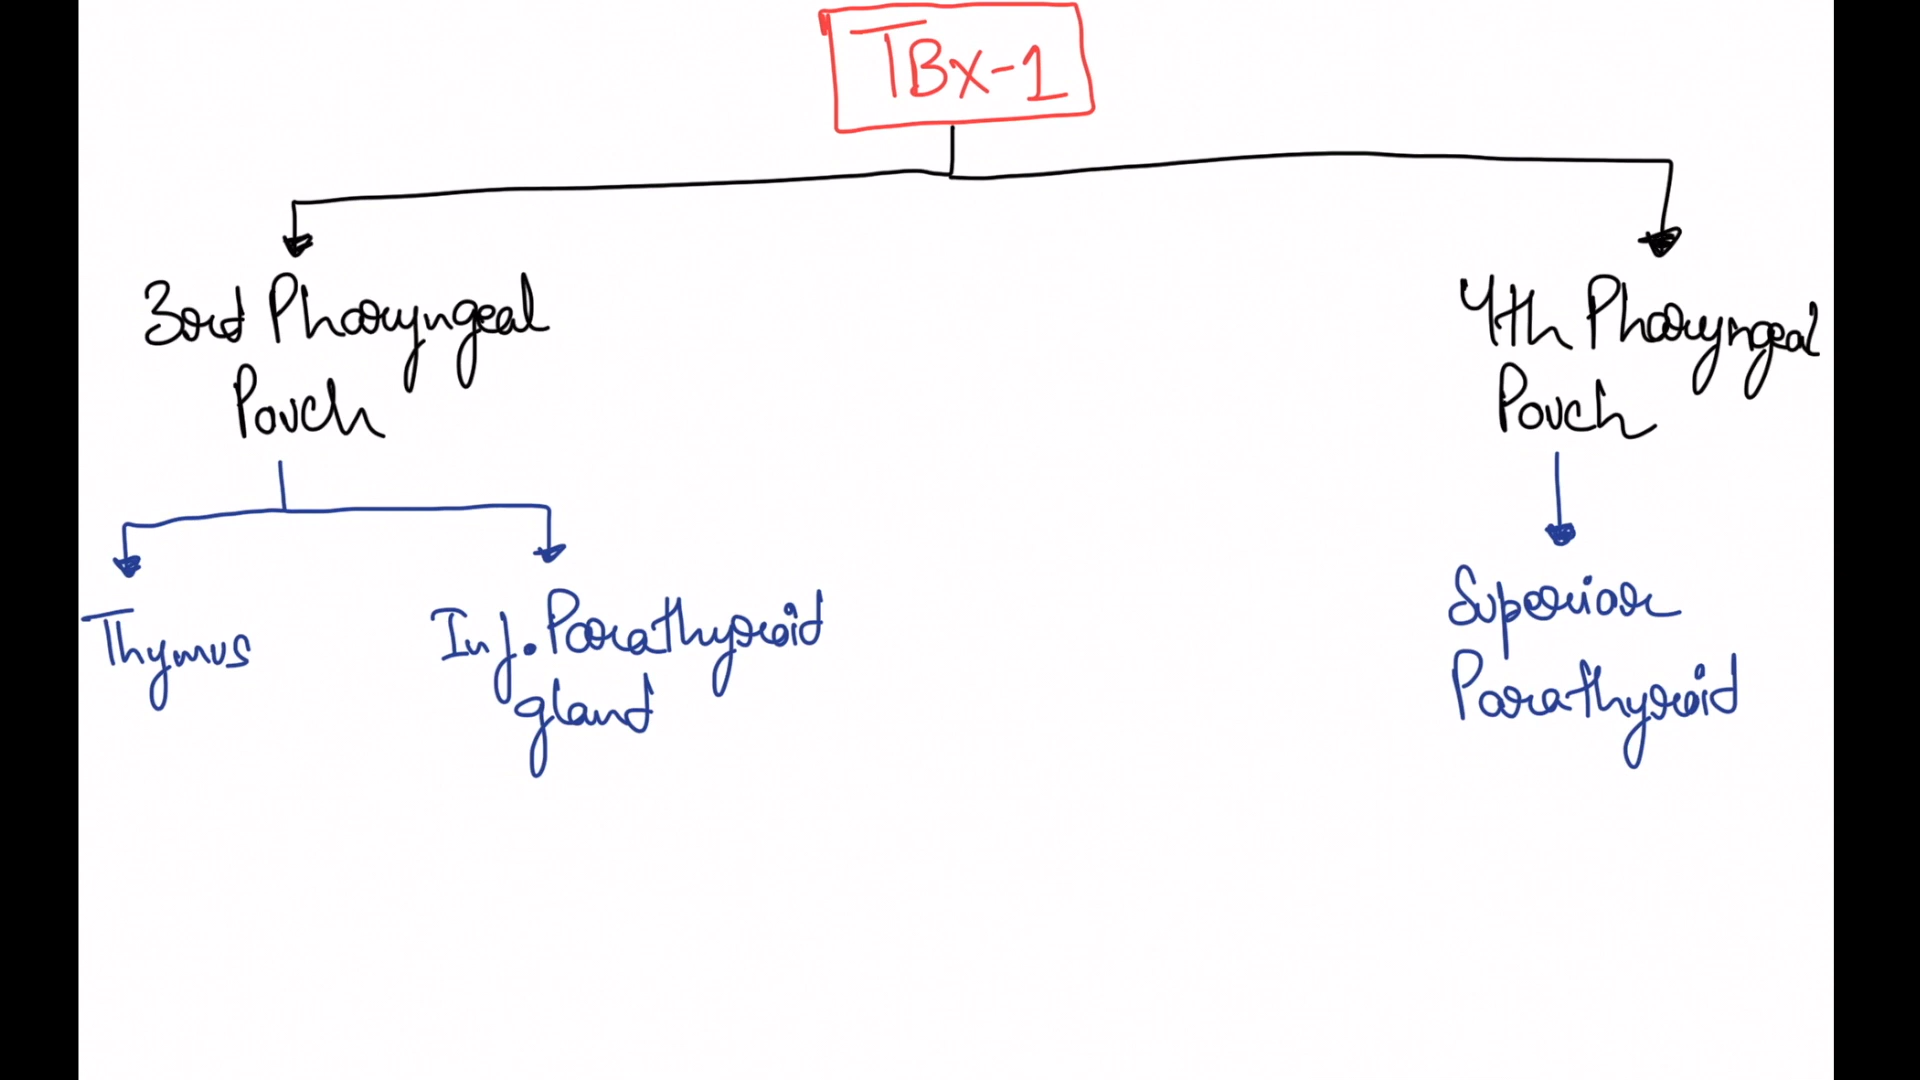 TBx-1
3rd Pharyngeal
Pouch
4th Pharyngeal
Pouch
Thymus
Inf. Parathyroid
gland
Superior
Parathyroid